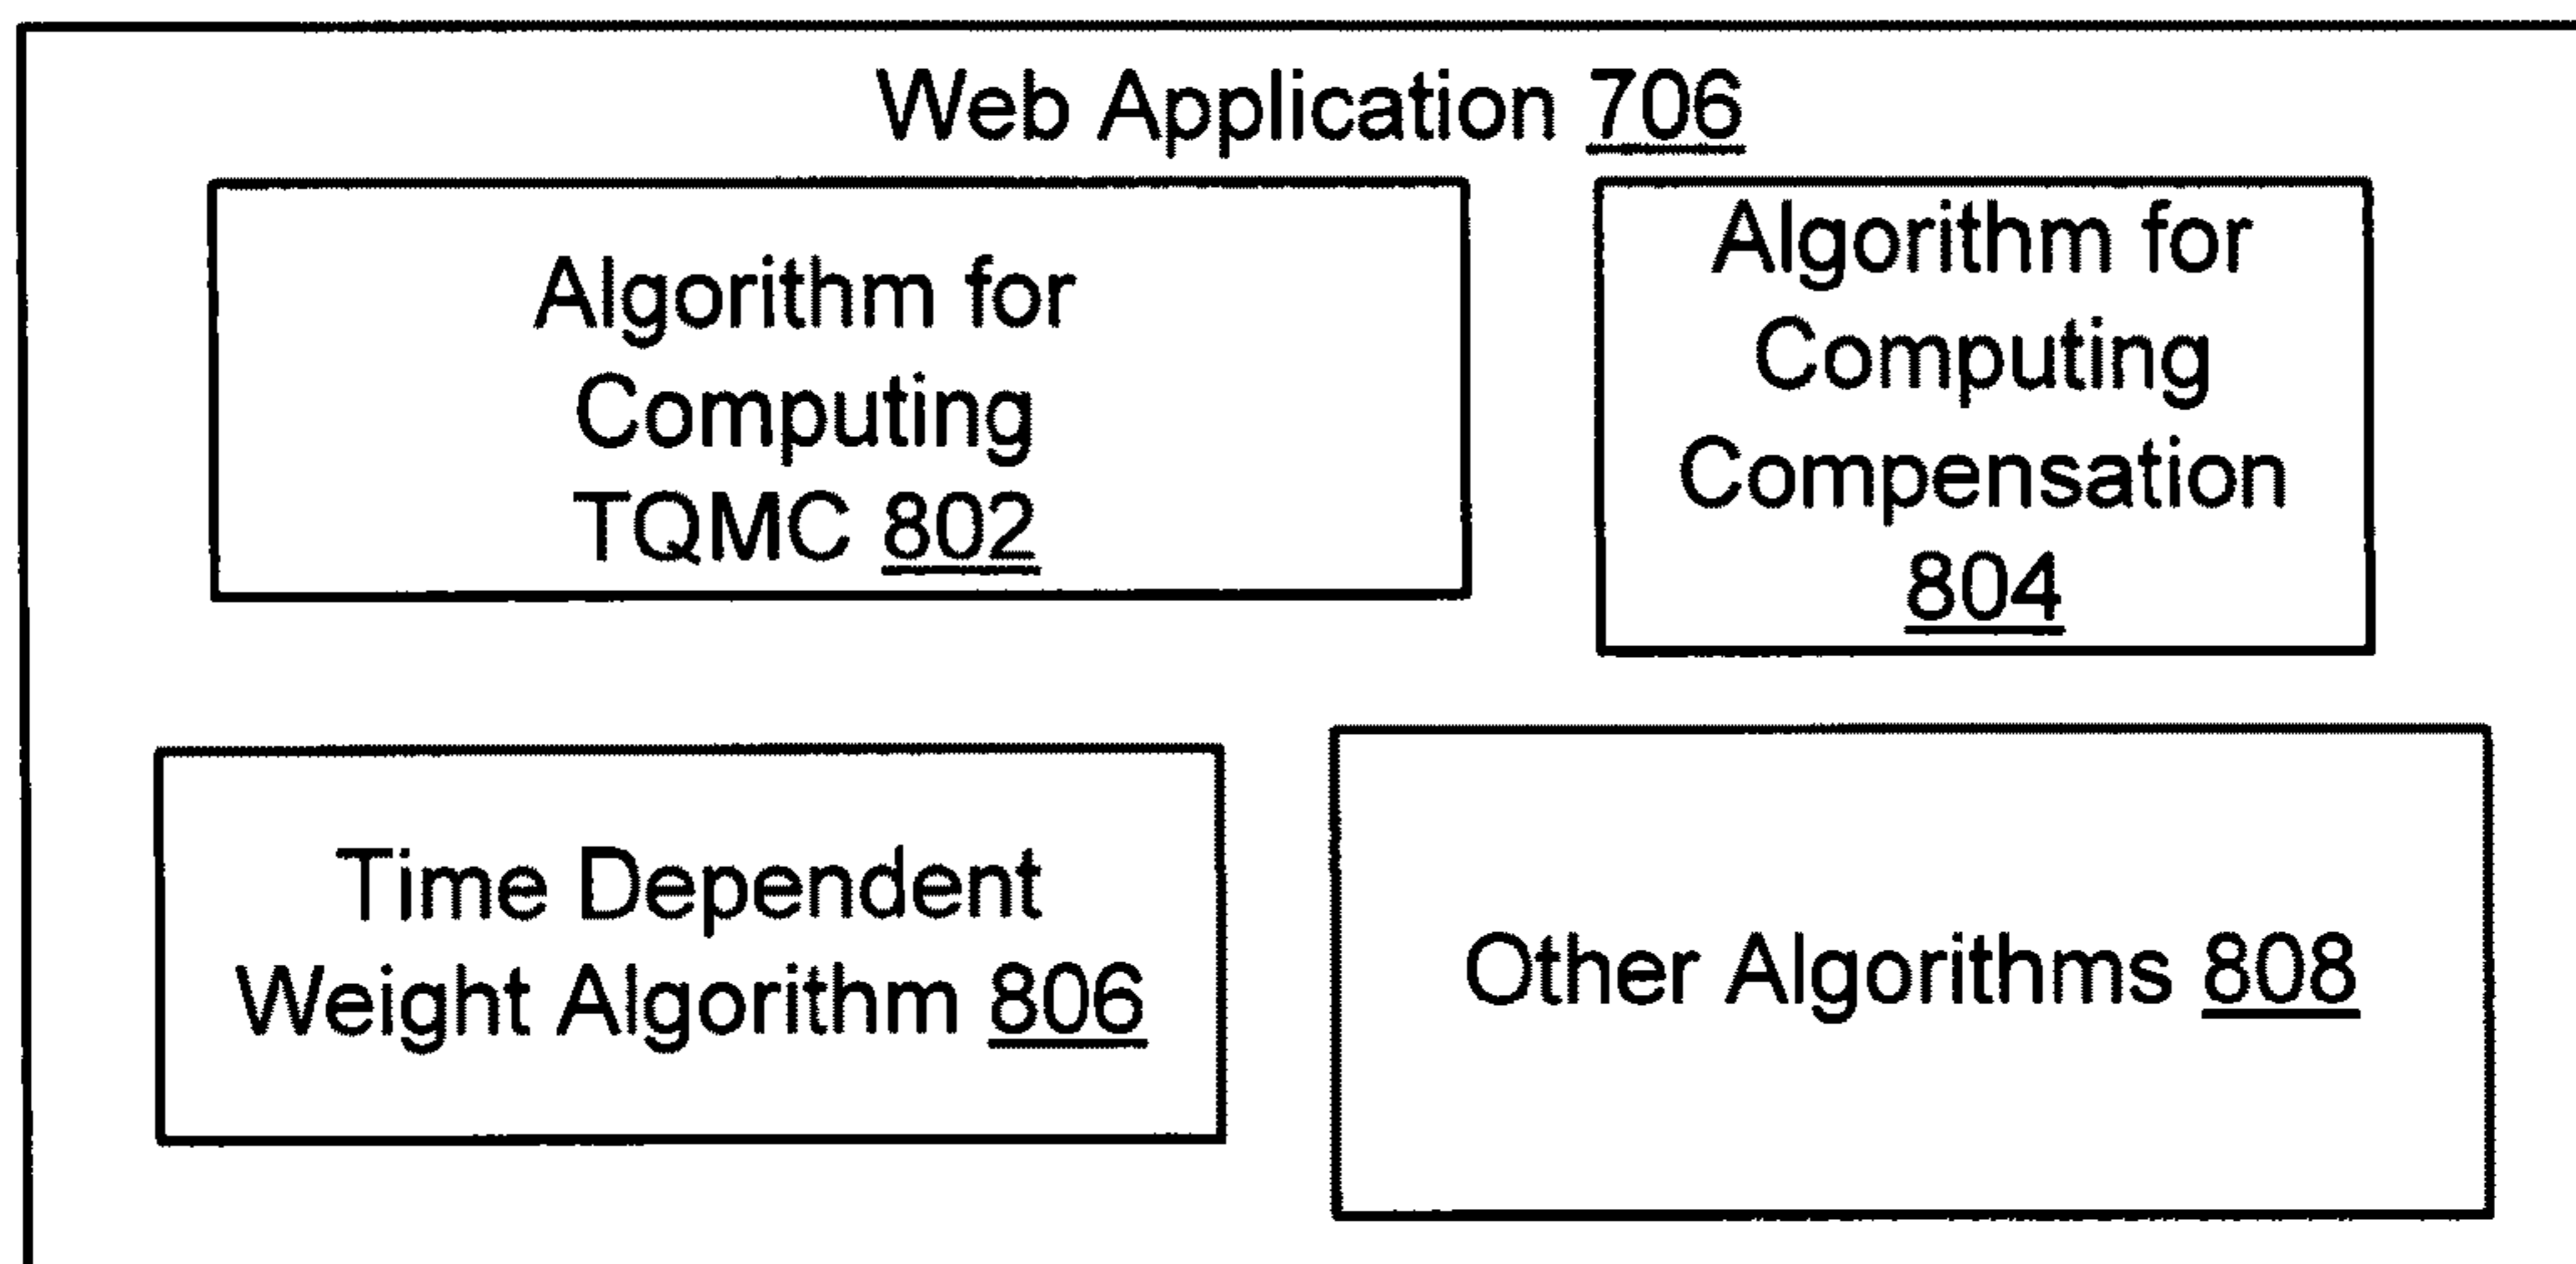 Web Application 706
Algorithm for
Computing
TQMC 802
Algorithm for
Computing
Compensation
804
Time Dependent
Weight Algorithm 806
Other Algorithms 808